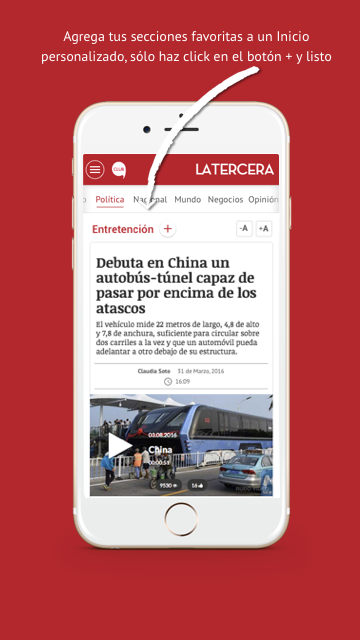 Agrega tus secciones favoritas a un Inicio
personalizado, sólo haz click en el botón + y listo
CLUB
LATERCERA
o Política Nacional Mundo Negocios Opinión
Entretención + -A +A
Debuta en China un
autobús-túnel capaz de
pasar por encima de los
atascos
El vehículo mide 22 metros de largo, 4,8 de alto
y 7,8 de anchura, suficiente para circular sobre
dos carriles a la vez y que un automóvil pueda
adelantar a otro debajo de su estructura.
Claudia Soto 31 de Marzo, 2016
16:09
03.08.2016
China
00:00:53
9530 16